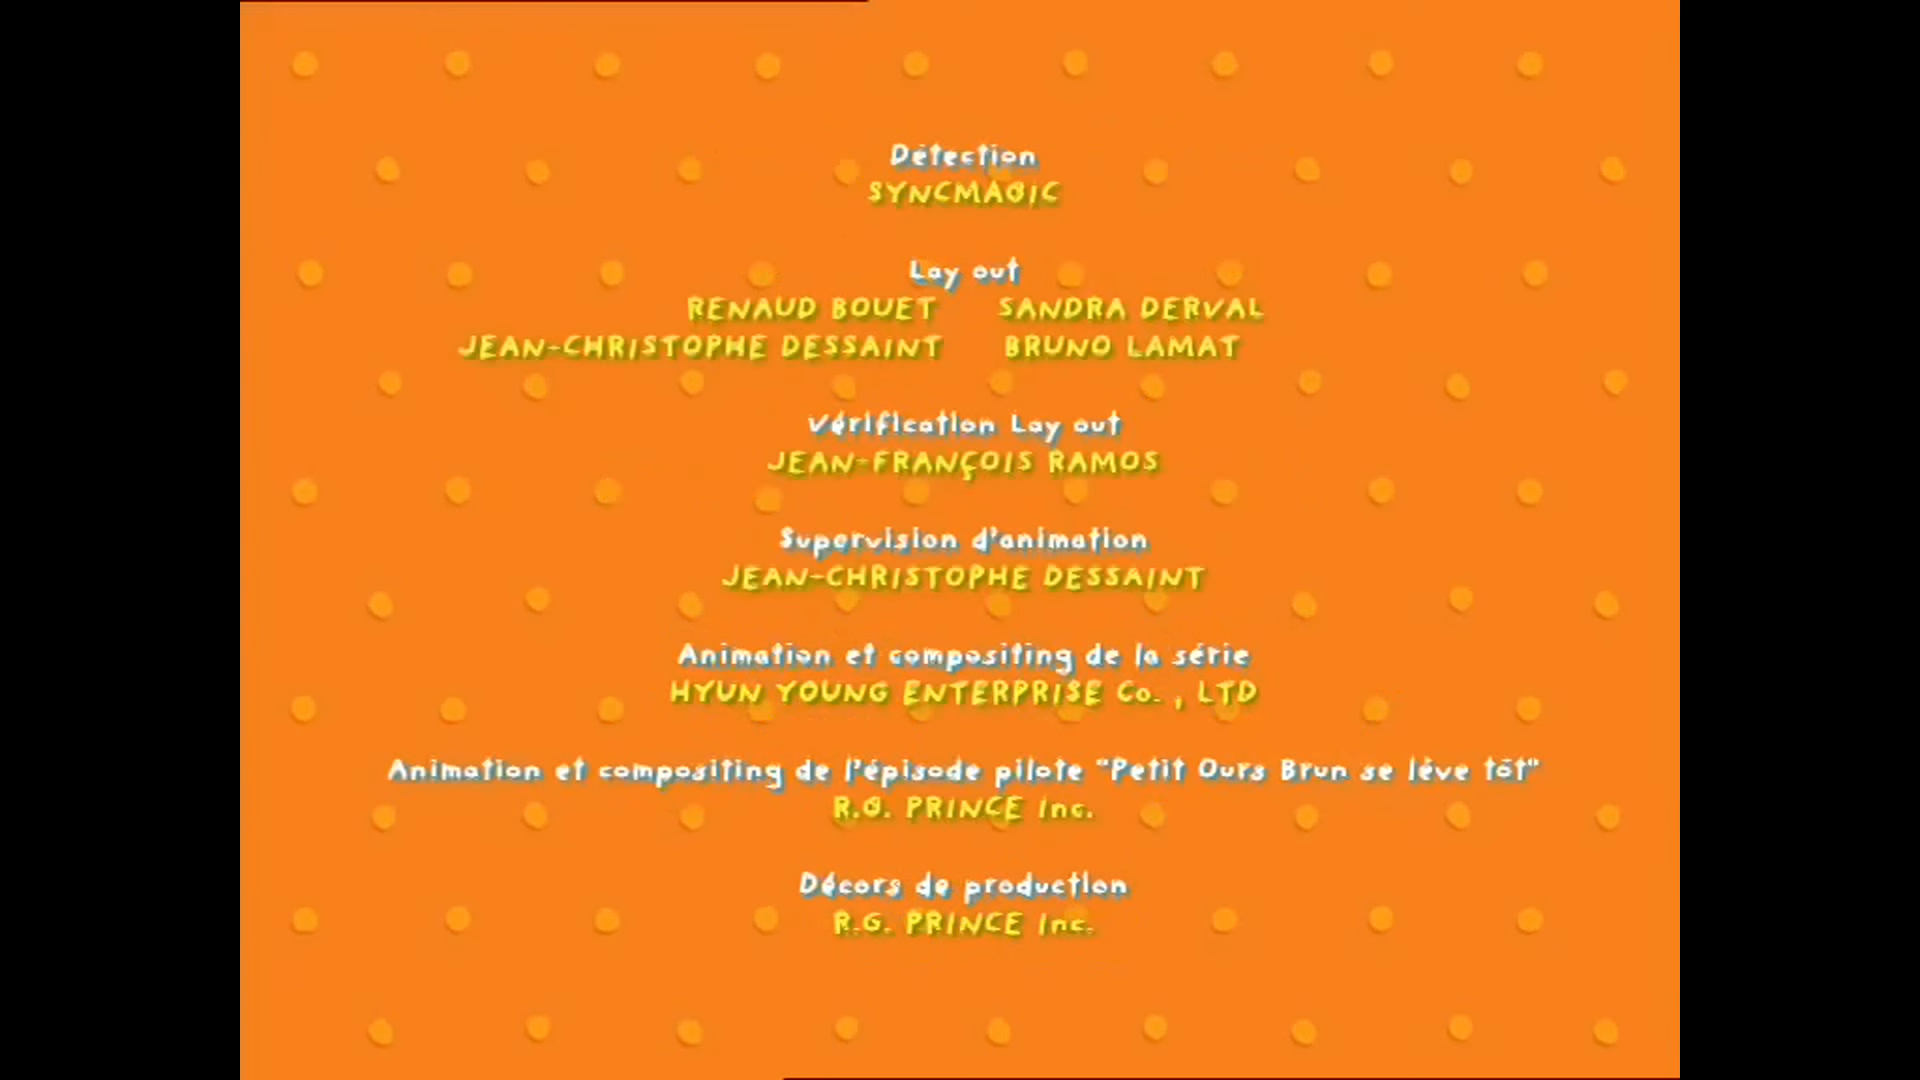 Détection
SYNCMAGIC
Lay out
RENAUD BOUET SANDRA DERVAL
JEAN-CHRISTOPHE DESSAINT BRUNO LAMAT
Vérification Lay out
JEAN-FRANÇOIS RAMOS
Supervision d'animation
JEAN-CHRISTOPHE DESSAINT
Animation et compositing de la série
HYUN YOUNG ENTERPRISE Co. , LTD
Animation et compositing de l'épisode pilote "Petit Ours Brun se lève tôt"
R.G. PRINCE Inc.
Décors de production
R.G. PRINCE Inc.